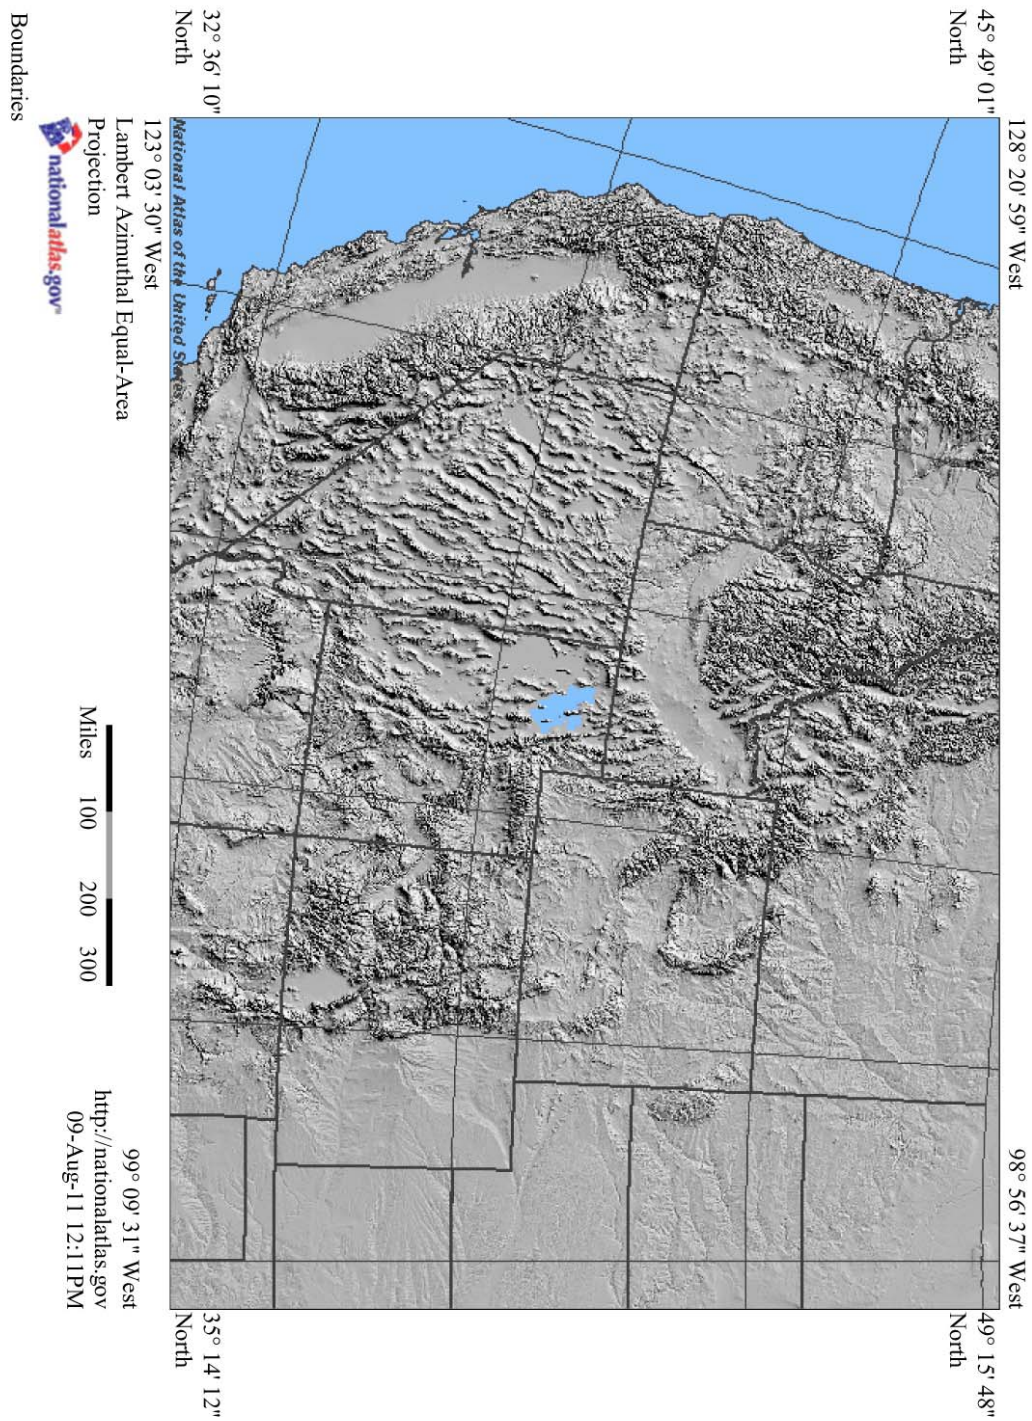 128° 20' 59" West
98° 56' 37" West
45° 49' 01"
North
49° 15' 48"
North
32° 36' 10"
North
35° 14' 12"
North
National Atlas of the United States
123° 03' 30" West
99° 09' 31" West
Lambert Azimuthal Equal-Area
Projection
http://nationalatlas.gov
09-Aug-11 12:11PM
Miles 100 200 300
nationalatlas.gov
Boundaries